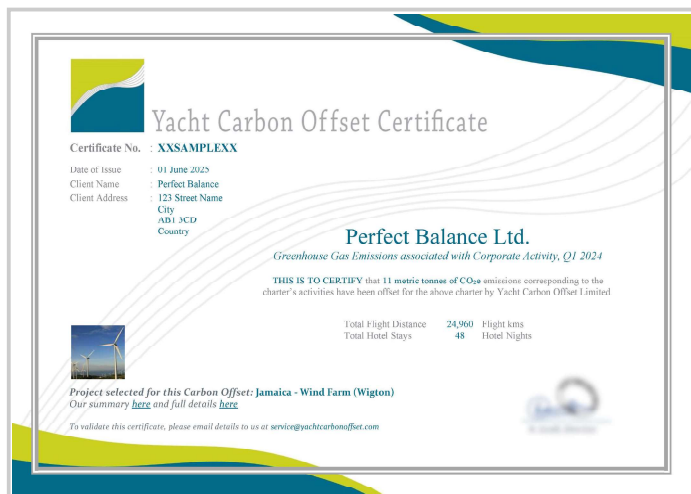 Yacht Carbon Offset Certificate
Certificate No. : XXSAMPLEXX
Date of Issue : 01 June 2025
Client Name : Perfect Balance
Client Address : 123 Street Name
City
AB1 3CD
Country
Perfect Balance Ltd.
Greenhouse Gas Emissions associated with Corporate Activity, Q1 2024
THIS IS TO CERTIFY that 11 metric tonnes of CO₂e emissions corresponding to the
charter's activities have been offset for the above charter by Yacht Carbon Offset Limited
Total Flight Distance 24,960 Flight kms
Total Hotel Stays 48 Hotel Nights
Project selected for this Carbon Offset: Jamaica - Wind Farm (Wigton)
Our summary here and full details here
To validate this certificate, please email details to us at service@yachtcarbonoffset.com